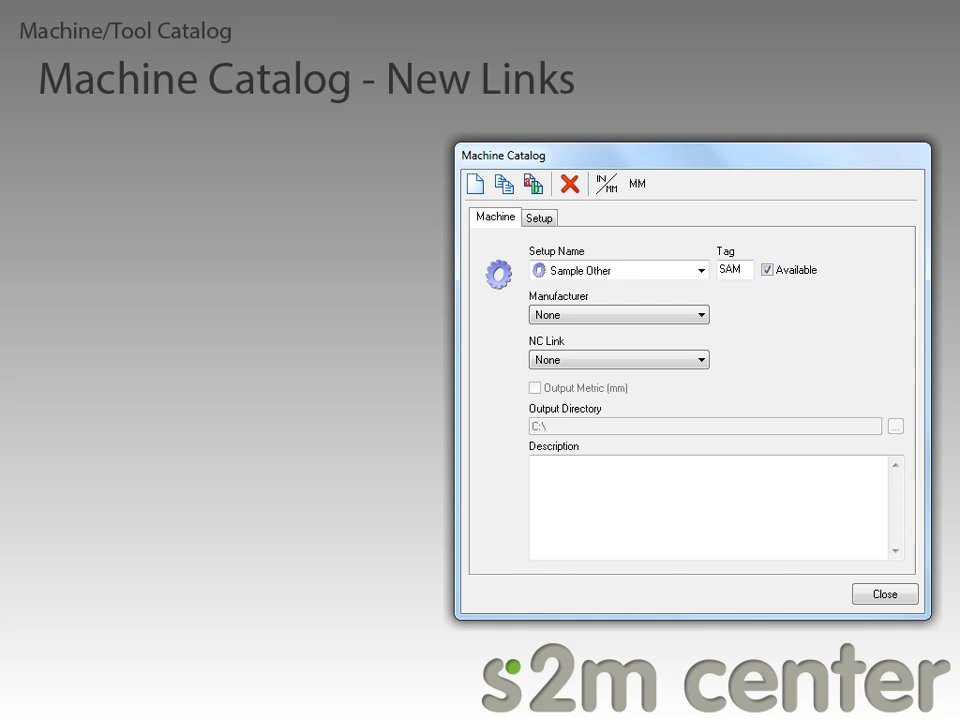 Machine/Tool Catalog
Machine Catalog - New Links
Machine Catalog
IN/MM MM
Machine Setup
Setup Name Tag
Sample Other SAM Available
Manufacturer
None
NC Link
None
Output Metric (mm)
Output Directory
C:\ ...
Description
Close
s2m center